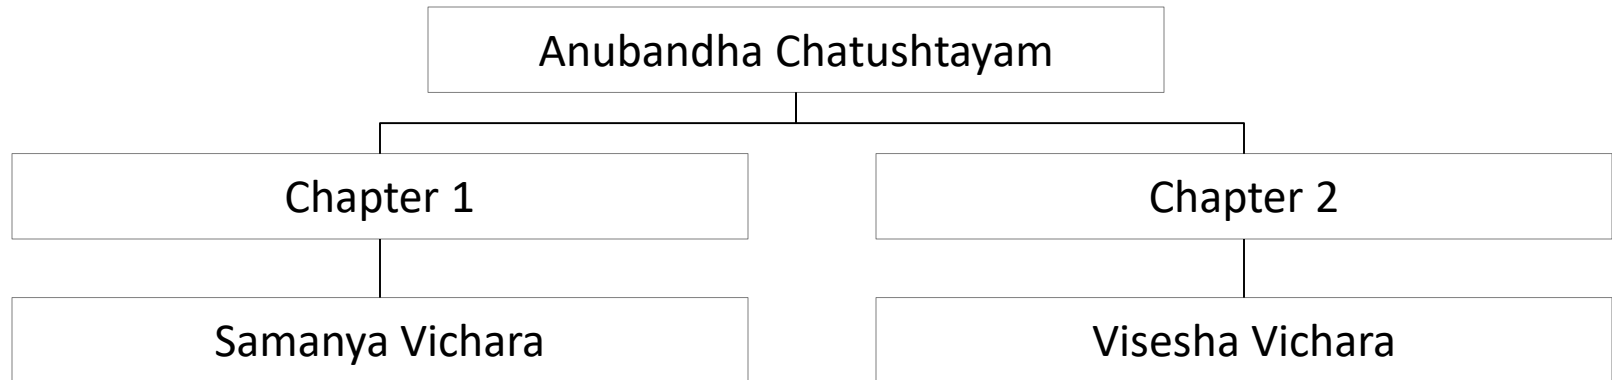 Anubandha Chatushtayam
Chapter 1
Chapter 2
Samanya Vichara
Visesha Vichara